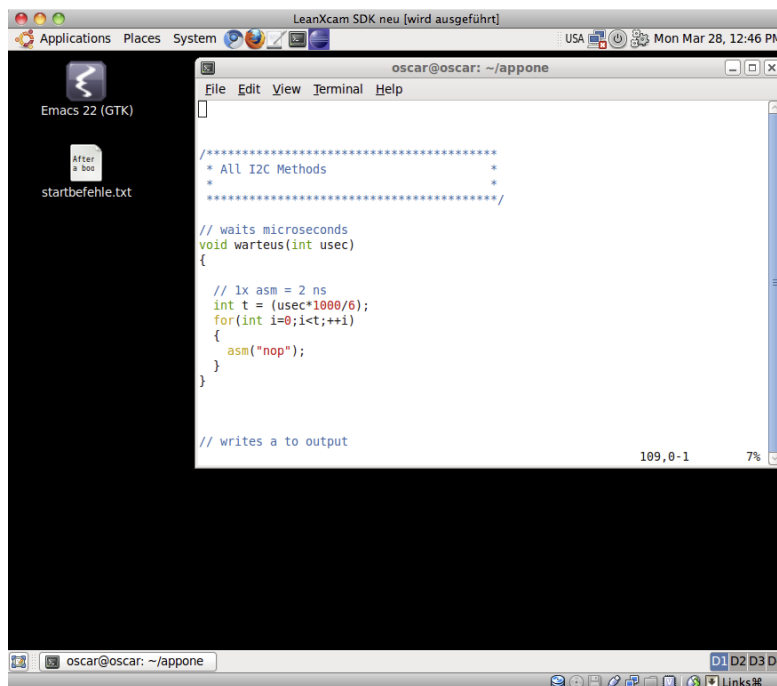 LeanXcam SDK neu [wird ausgeführt]
Applications Places System USA Mon Mar 28, 12:46 PM
Emacs 22 (GTK)
After
a boo
startbefehle.txt
oscar@oscar: ~/appone
File Edit View Terminal Help
/*****************************************
* All I2C Methods *
* *
*****************************************/
// waits microseconds
void warteus(int usec)
{
// 1x asm = 2 ns
int t = (usec*1000/6);
for(int i=0;i<t;++i)
{
asm("nop");
}
}
// writes a to output
109,0-1 7%
oscar@oscar: ~/appone
D1 D2 D3 D
Links⌘